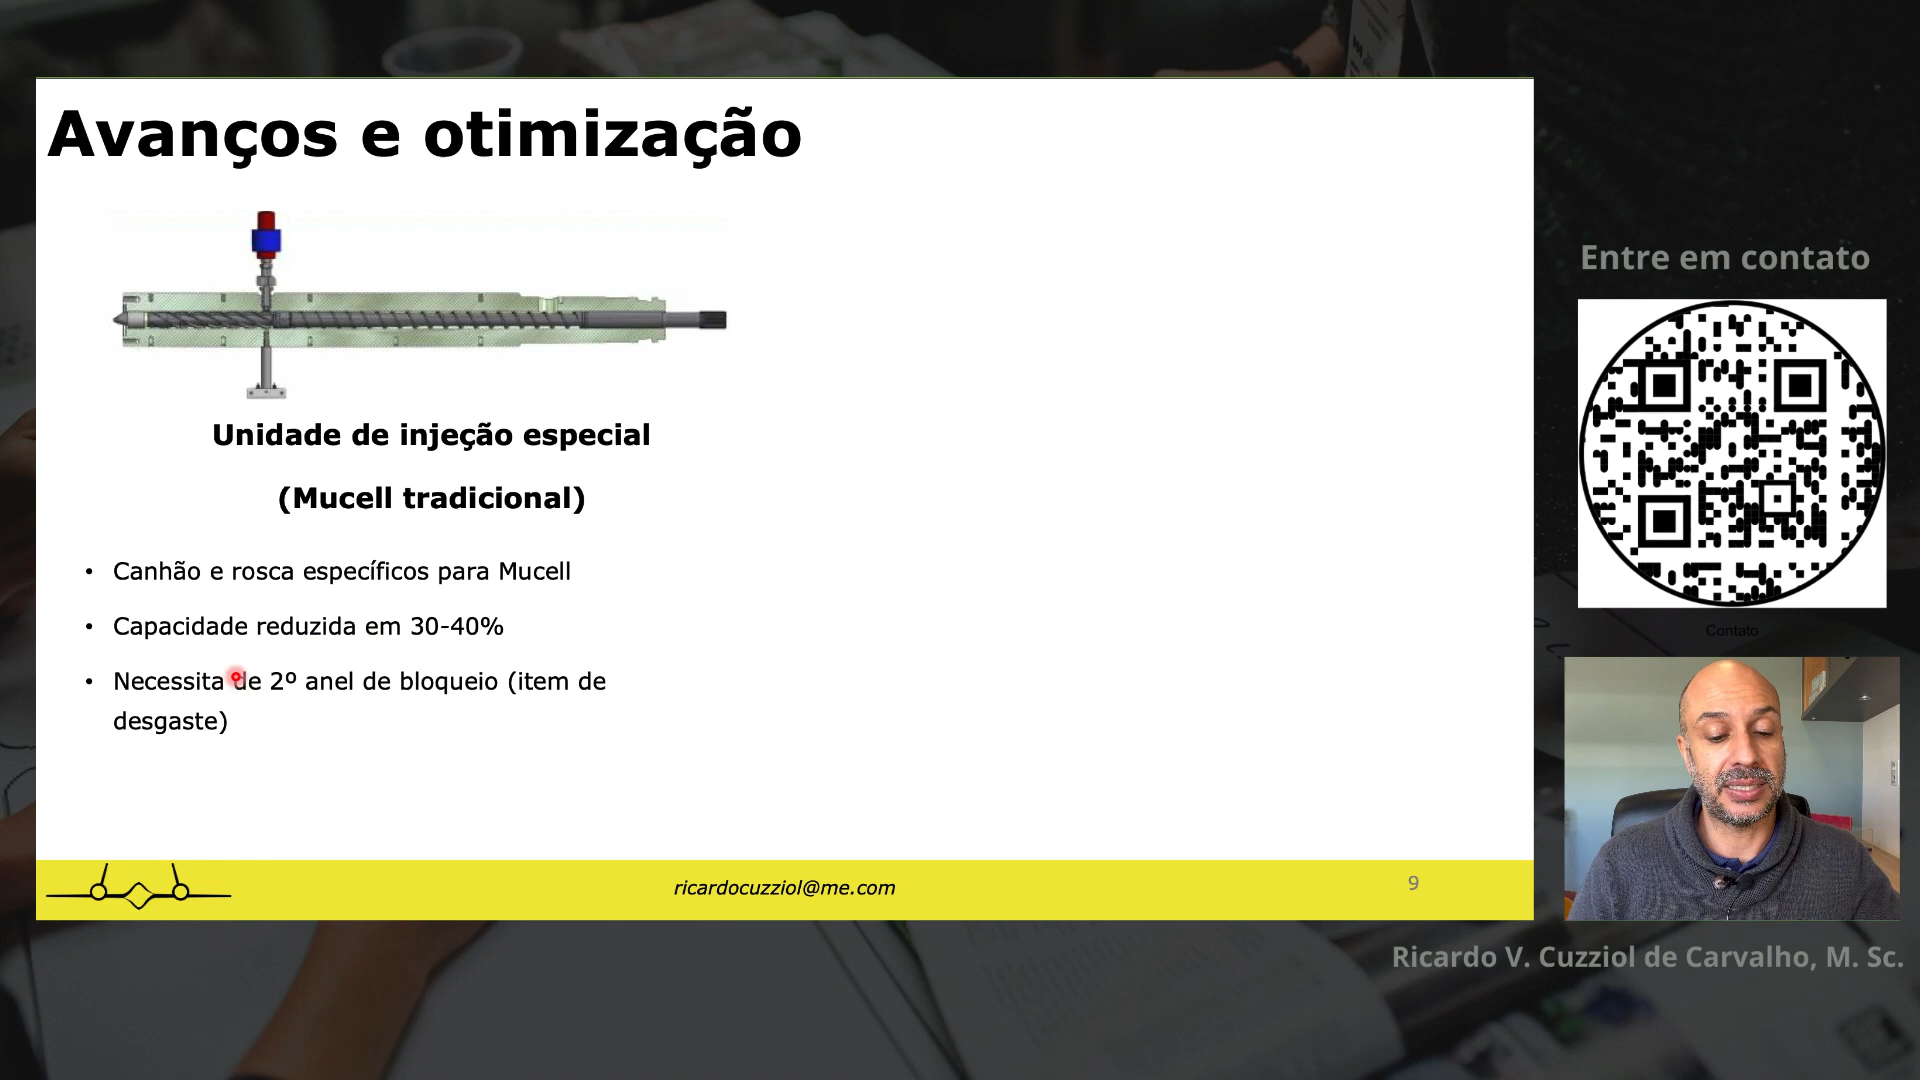 Avanços e otimização
Unidade de injeção especial
(Mucell tradicional)
• Canhão e rosca específicos para Mucell
• Capacidade reduzida em 30-40%
• Necessita de 2º anel de bloqueio (item de
desgaste)
ricardocuzziol@me.com
9
Entre em contato
Contato
Ricardo V. Cuzziol de Carvalho, M. Sc.